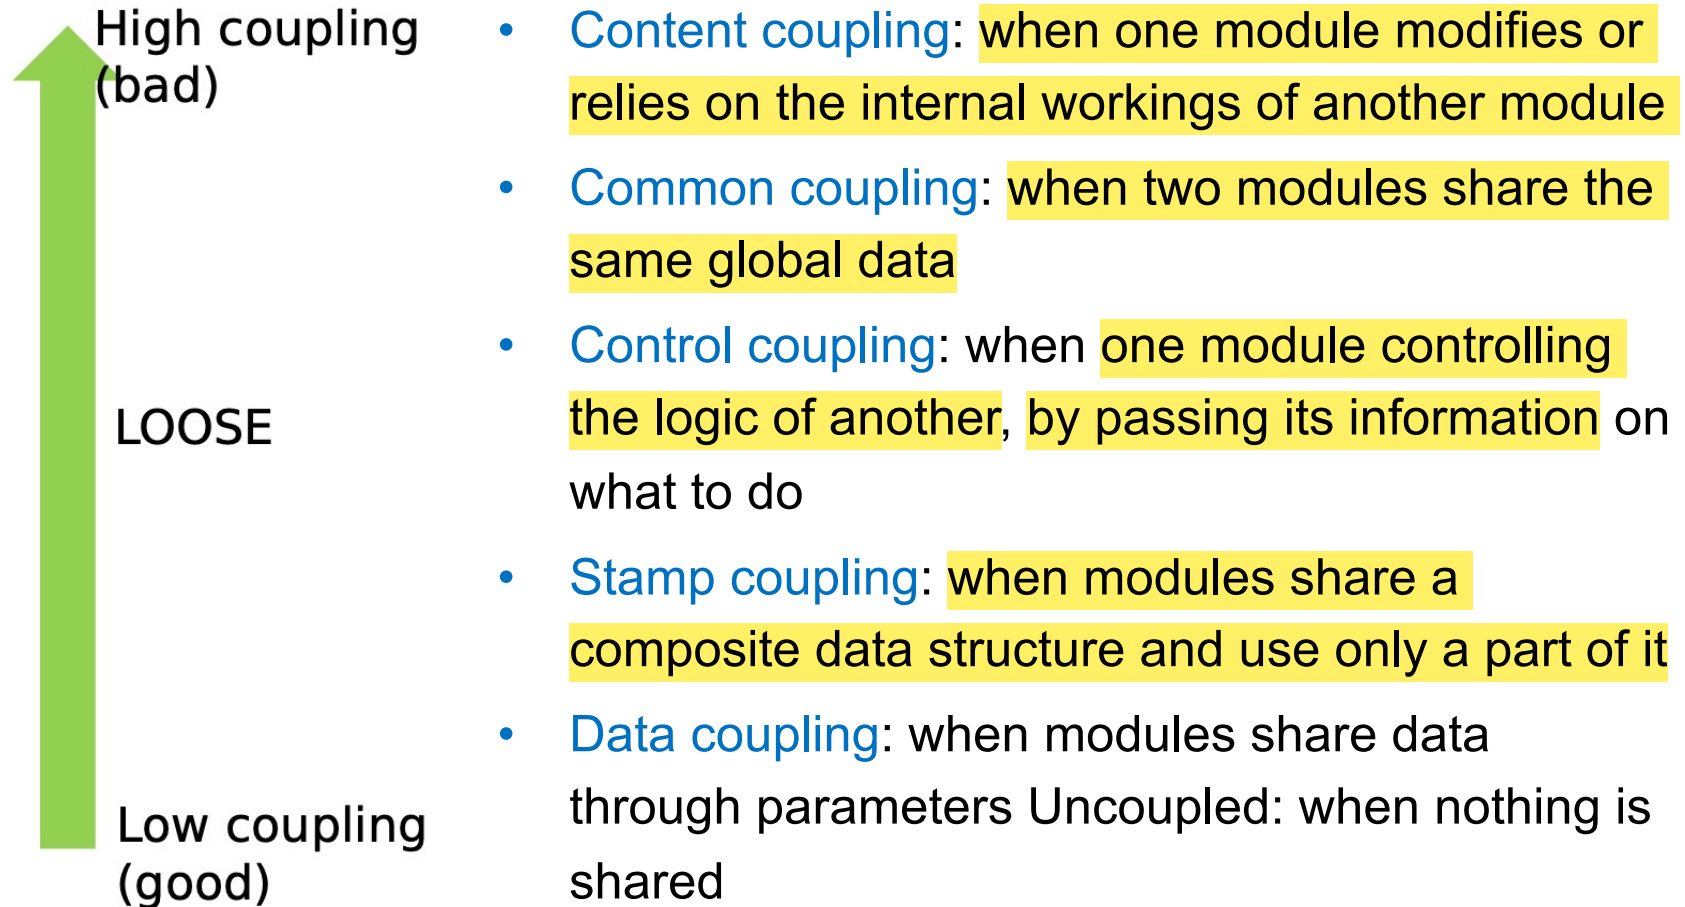 High coupling
(bad)
LOOSE
Low coupling
(good)
• Content coupling: when one module modifies or
relies on the internal workings of another module
• Common coupling: when two modules share the
same global data
• Control coupling: when one module controlling
the logic of another, by passing its information on
what to do
• Stamp coupling: when modules share a
composite data structure and use only a part of it
• Data coupling: when modules share data
through parameters Uncoupled: when nothing is
shared